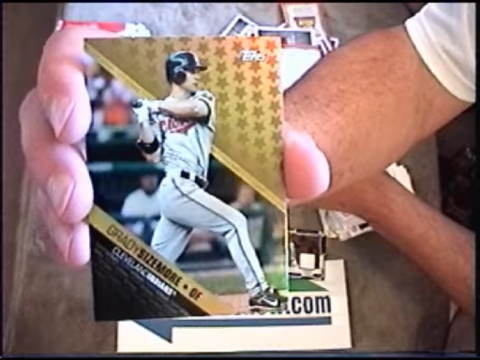 Topps
GRADY SIZEMORE • OF
CLEVELAND INDIANS
.com